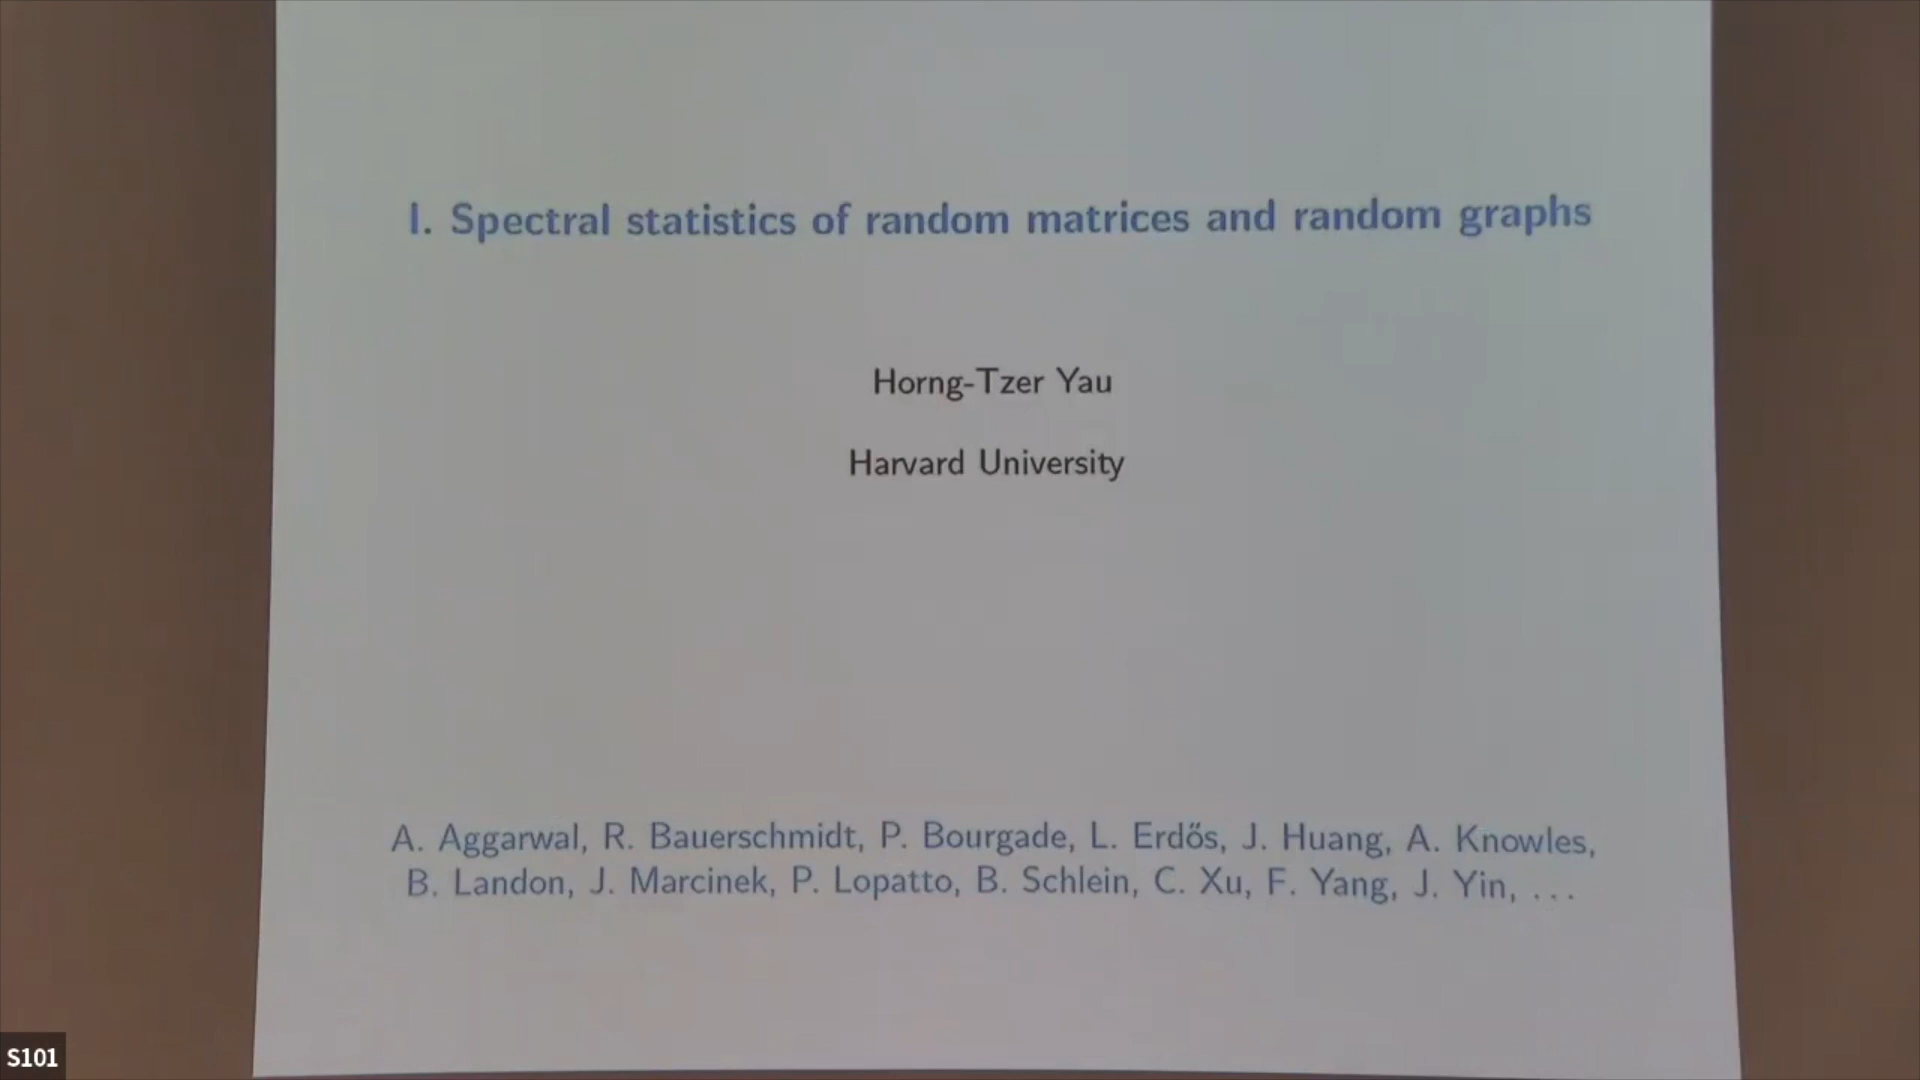 I. Spectral statistics of random matrices and random graphs
Horng-Tzer Yau
Harvard University
A. Aggarwal, R. Bauerschmidt, P. Bourgade, L. Erdős, J. Huang, A. Knowles,
B. Landon, J. Marcinek, P. Lopatto, B. Schlein, C. Xu, F. Yang, J. Yin, ...
S101